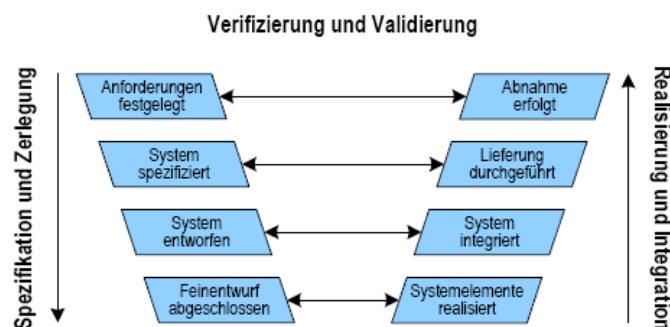 Verifizierung und Validierung
Spezifikation und Zerlegung
Anforderungen
festgelegt
Abnahme
erfolgt
System
spezifiziert
Lieferung
durchgeführt
System
entworfen
System
integriert
Feinentwurf
abgeschlossen
Systemelemente
realisiert
Realisierung und Integration